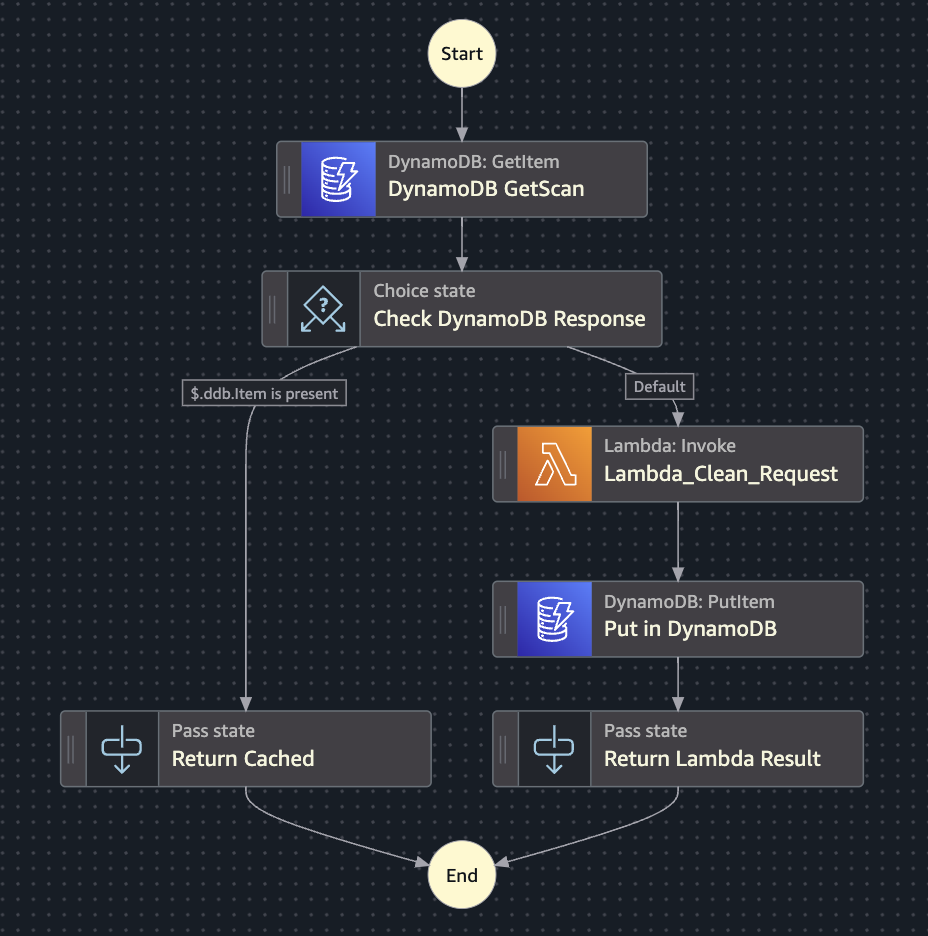 Start
DynamoDB: GetItem
DynamoDB GetScan
Choice state
Check DynamoDB Response
$.ddb.Item is present
Default
Lambda: Invoke
Lambda_Clean_Request
DynamoDB: PutItem
Put in DynamoDB
Pass state
Return Cached
Pass state
Return Lambda Result
End